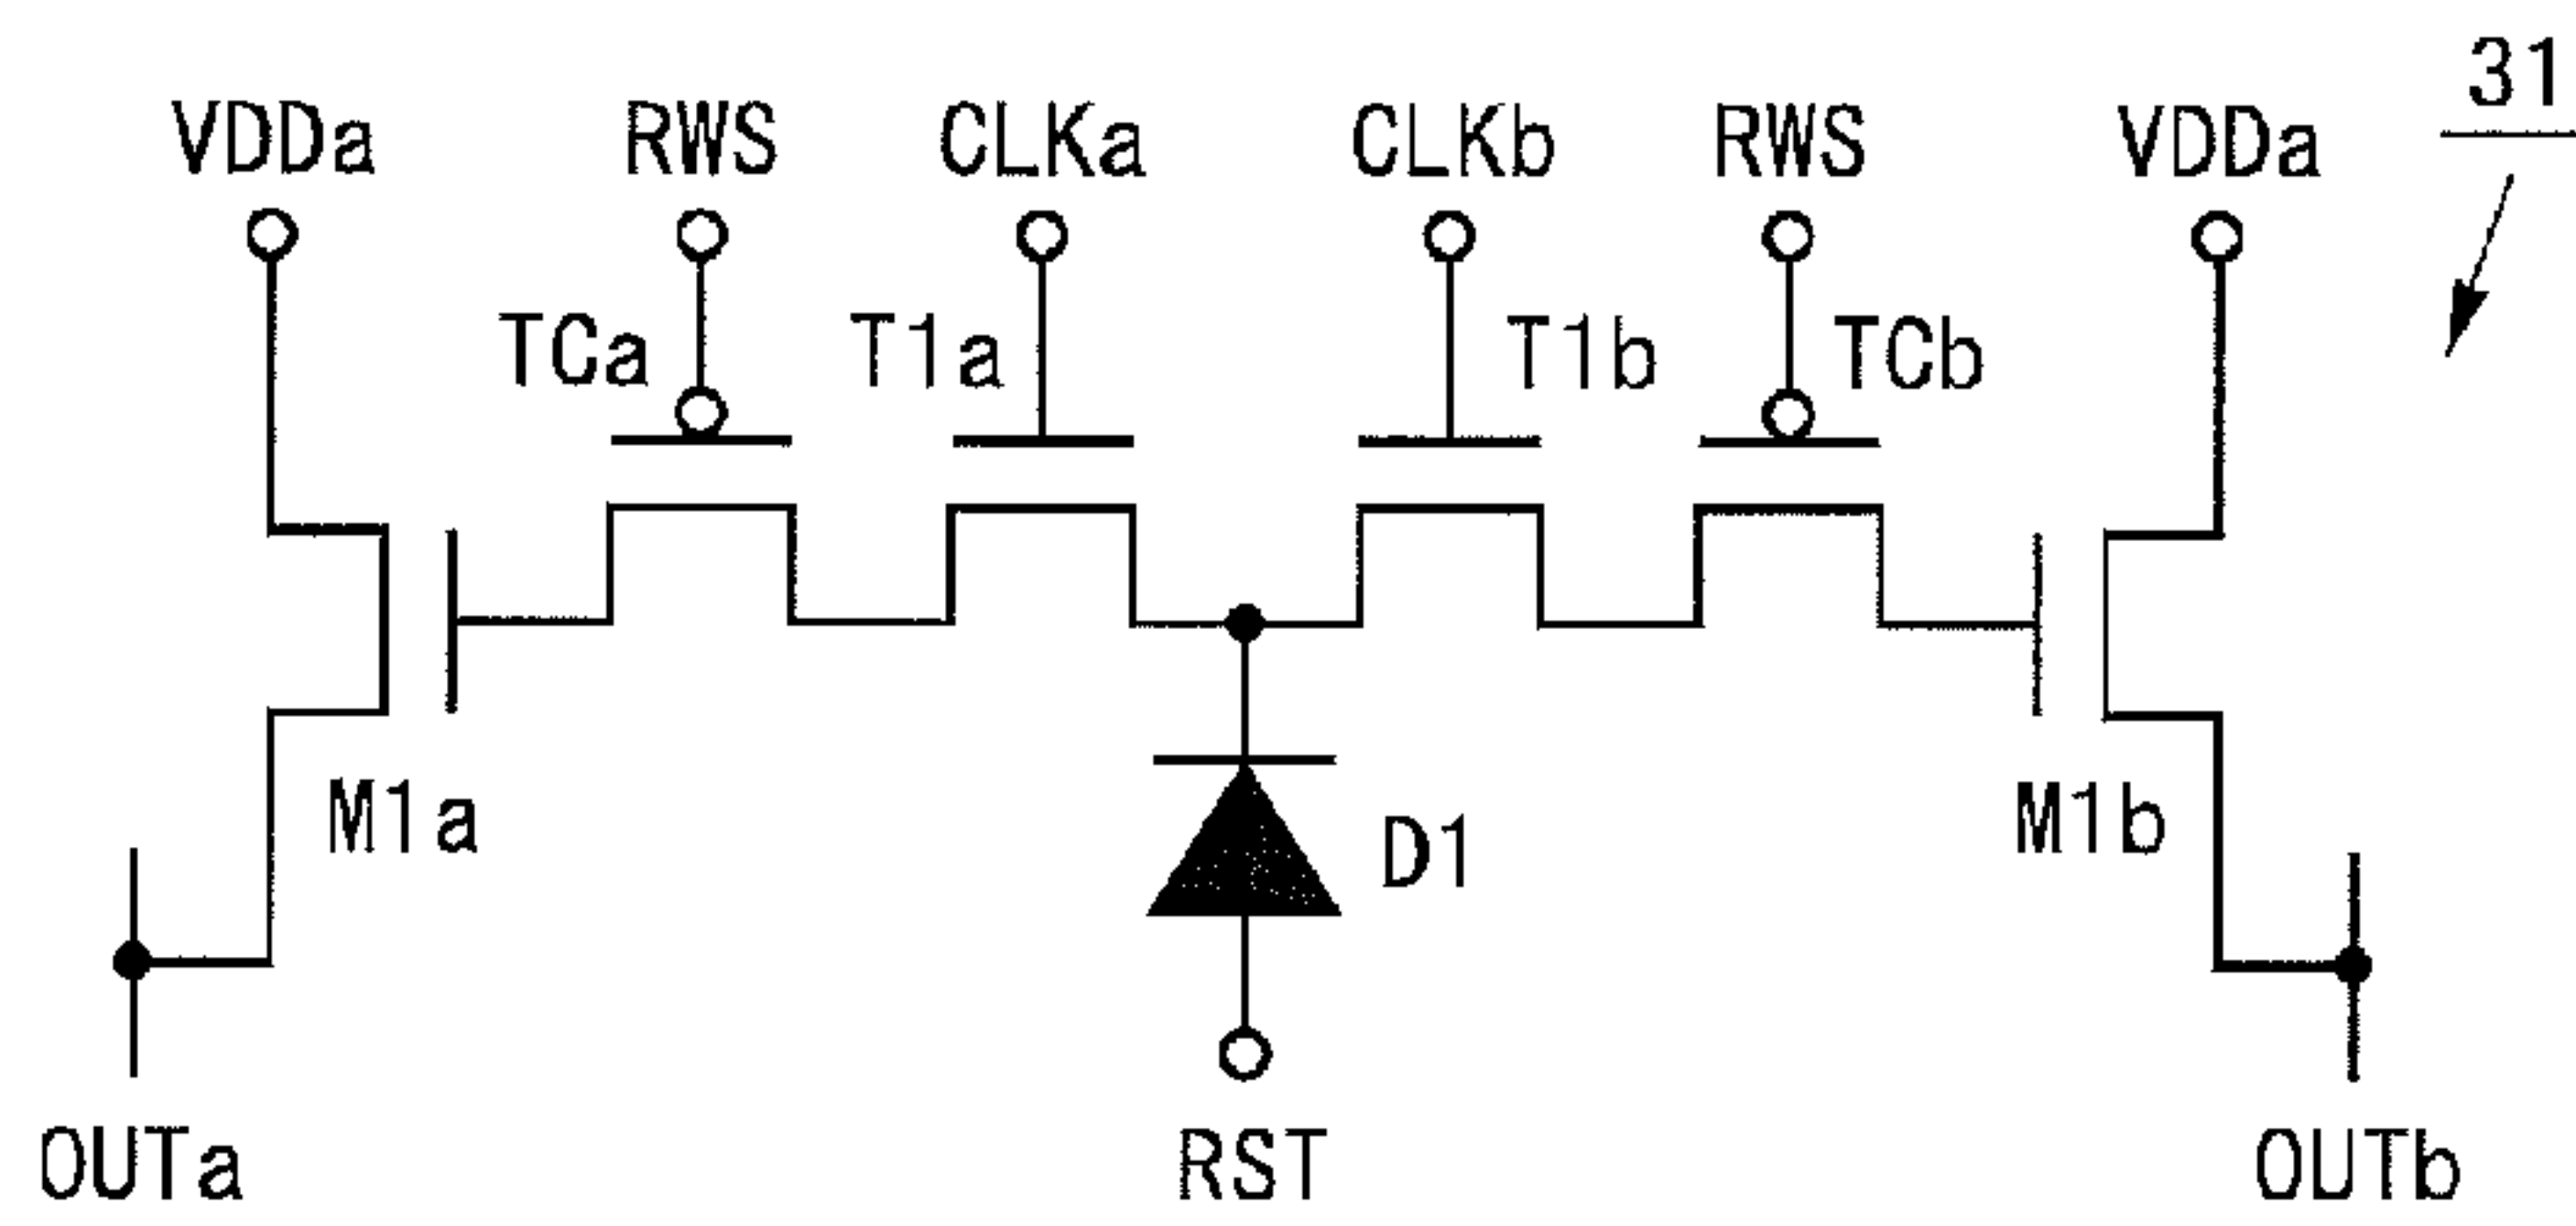 31
VDDa RWS CLKa CLKb RWS VDDa
TCa T1a T1b TCb
M1a D1 M1b
OUTa RST OUTb